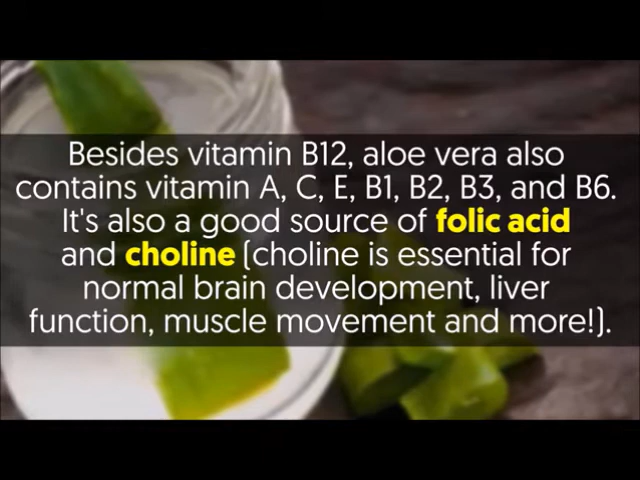 Besides vitamin B12, aloe vera also
contains vitamin A, C, E, B1, B2, B3, and B6.
It's also a good source of folic acid
and choline (choline is essential for
normal brain development, liver
function, muscle movement and more!).